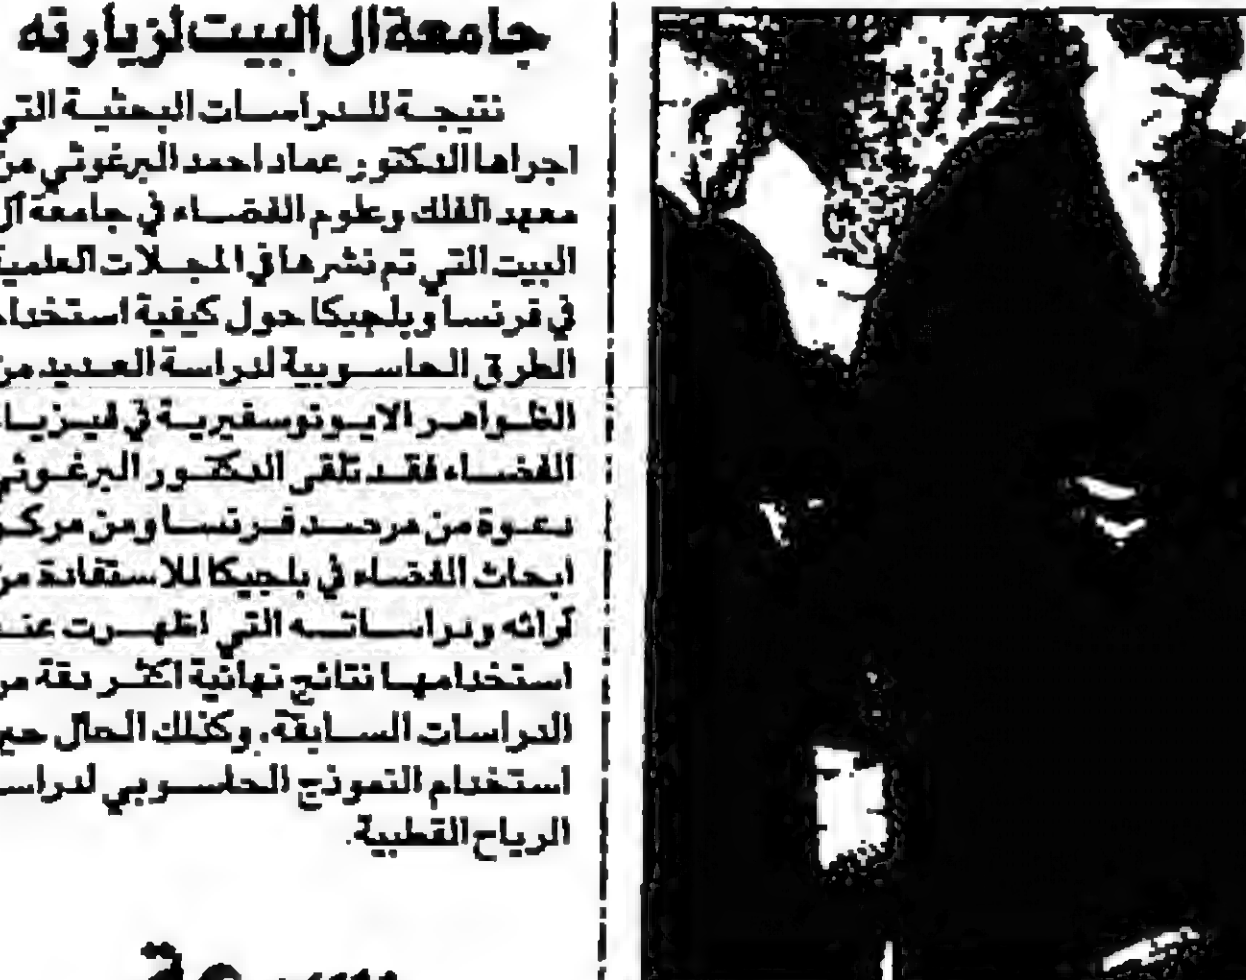 جامعة ال البيت لزيارته
نتيجة للدراسات البحثية التي
اجراها الدكتور عماد احمد البرغوثي من
معهد الفلك وعلوم الفضاء في جامعة آل
البيت التي تم نشرها في المجلات العلمية
في فرنسا وبلجيكا حول كيفية استخدام
الطرق الحاسوبية لدراسة العديد من
الظواهر الايونوسفيرية في فيزياء
الفضاء فقد تلقى الدكتور البرغوثي
دعوة من مرصد فرنسا ومن مركز
ابحاث الفضاء في بلجيكا للاستفادة من
آرائه ودراساته التي اظهرت عند
استخدامها نتائج نهائية اكثر دقة من
الدراسات السابقة. وكذلك الحال مع
استخدام النموذج الحاسوبي لدراسة
الرياح القطبية.